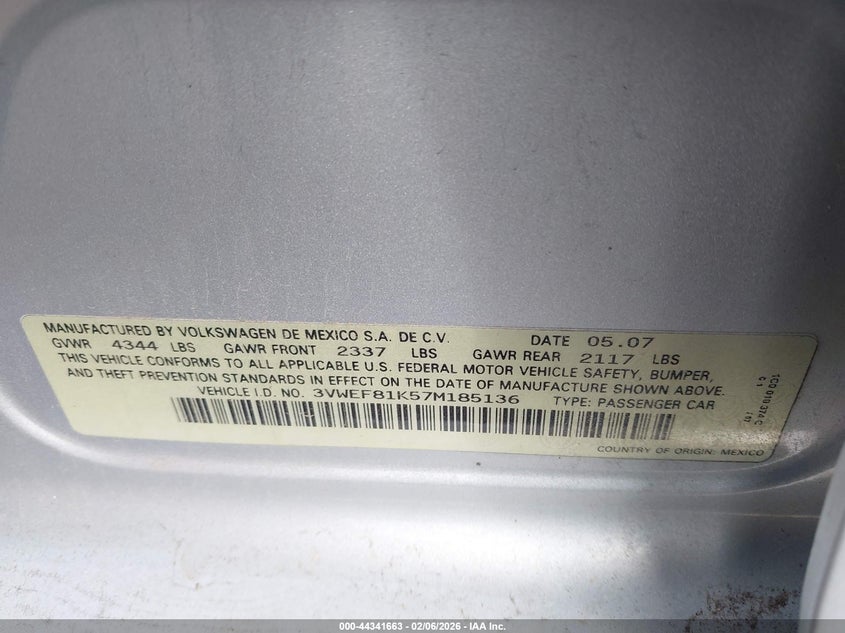 MANUFACTURED BY VOLKSWAGEN DE MEXICO S.A. DE C.V. DATE 05.07
GVWR 4344 LBS GAWR FRONT 2337 LBS GAWR REAR 2117 LBS
THIS VEHICLE CONFORMS TO ALL APPLICABLE U.S. FEDERAL MOTOR VEHICLE SAFETY, BUMPER,
AND THEFT PREVENTION STANDARDS IN EFFECT ON THE DATE OF MANUFACTURE SHOWN ABOVE.
VEHICLE I.D. NO. 3VWEF81K57M185136 TYPE: PASSENGER CAR
COUNTRY OF ORIGIN: MEXICO
1C0 010 374 C
000-44341663 - 02/06/2026 - IAA Inc.